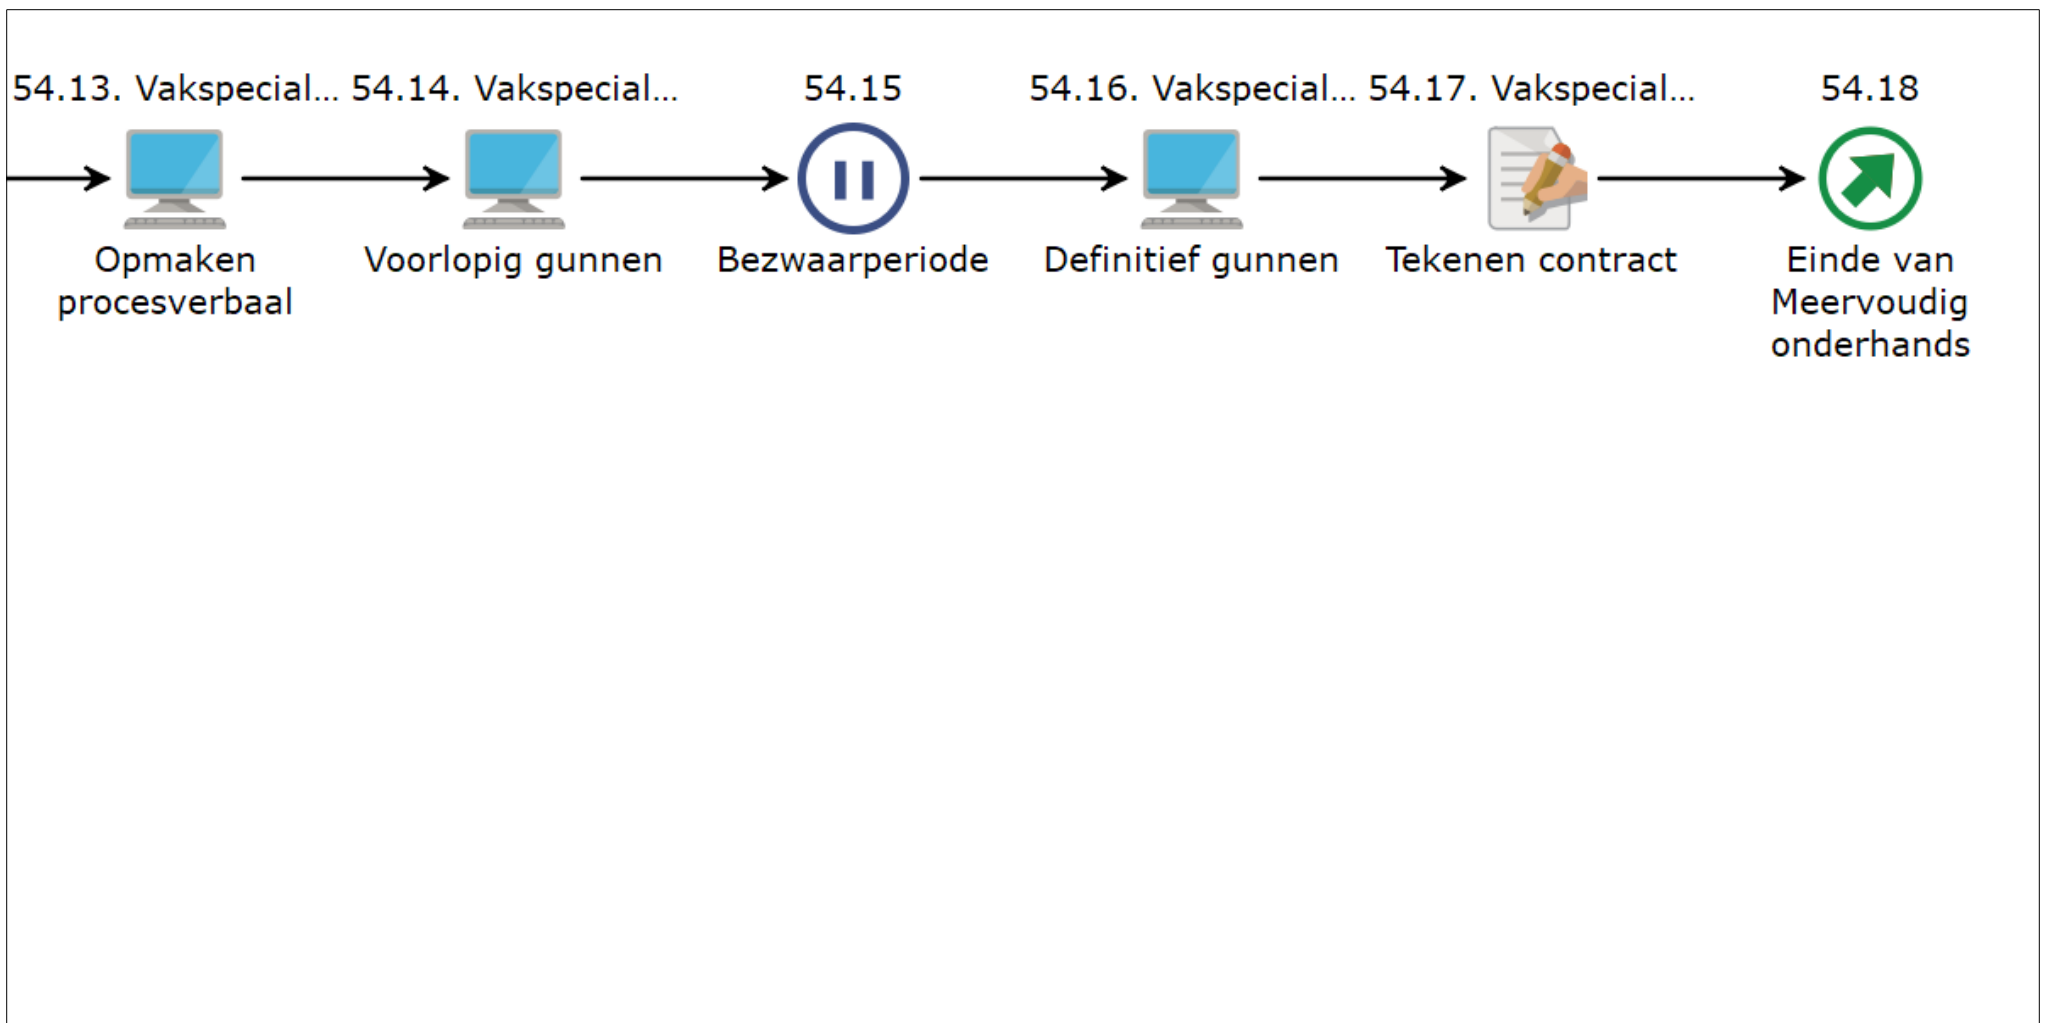 54.13. Vakspecial...
54.14. Vakspecial...
54.15
54.16. Vakspecial...
54.17. Vakspecial...
54.18
Opmaken
procesverbaal
Voorlopig gunnen
Bezwaarperiode
Definitief gunnen
Tekenen contract
Einde van
Meervoudig
onderhands